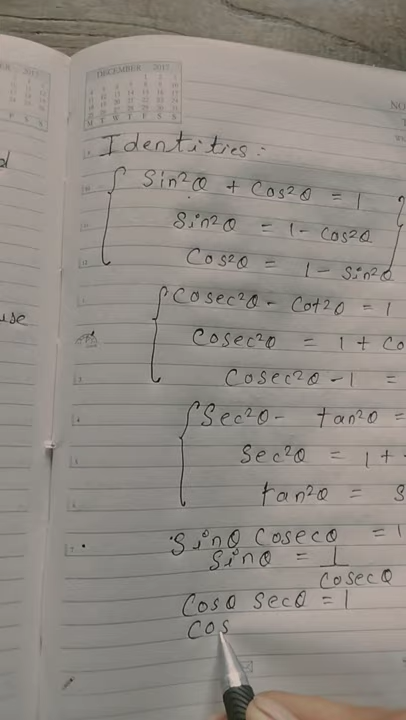 DECEMBER 2017
Identities:
Sin²θ + Cos²θ = 1
Sin²θ = 1 - Cos²θ
Cos²θ = 1 - Sin²θ
Cosec²θ - Cot²θ = 1
use
Cosec²θ = 1 + Co
Cosec²θ - 1 =
Sec²θ - tan²θ =
Sec²θ = 1 +
tan²θ = S
Sinθ Cosecθ = 1
Sinθ = 1/Cosecθ
Cosθ secθ = 1
Cos